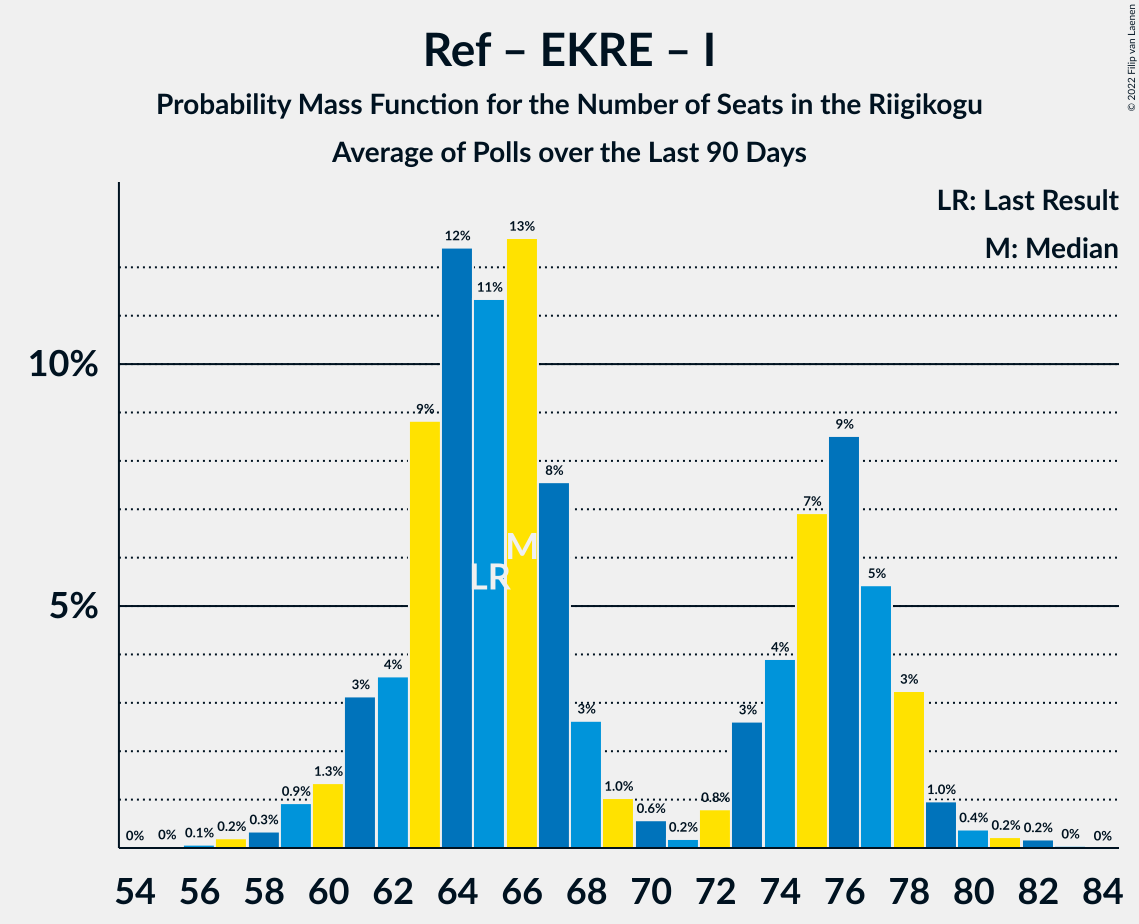 Ref – EKRE – I
Probability Mass Function for the Number of Seats in the Riigikogu
Average of Polls over the Last 90 Days
© 2022 Filip van Laenen
LR: Last Result
M: Median
10%
5%
0% 0% 0.1% 0.2% 0.3% 0.9% 1.3% 3% 4% 9% 12% 11% 13% 8% 3% 1.0% 0.6% 0.2% 0.8% 3% 4% 7% 9% 5% 3% 1.0% 0.4% 0.2% 0.2% 0% 0%
M
LR
54 56 58 60 62 64 66 68 70 72 74 76 78 80 82 84